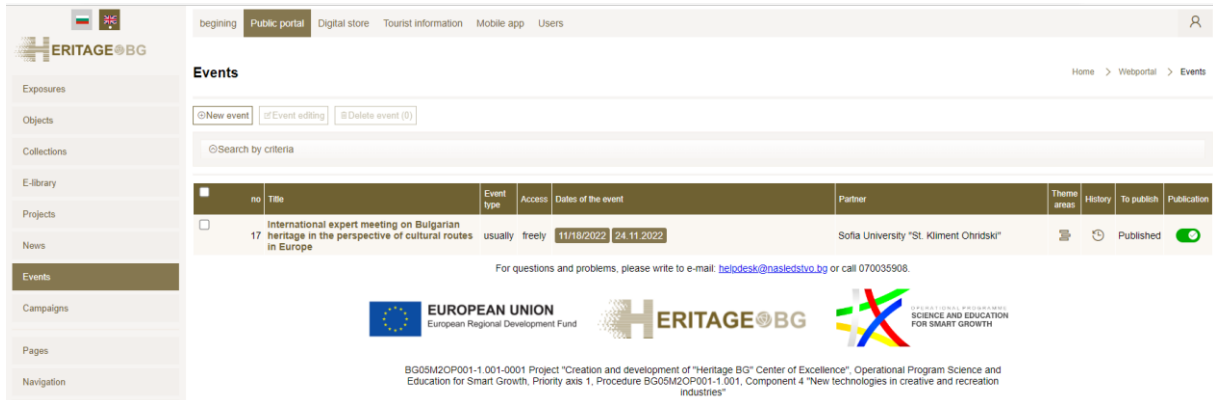 begining Public portal Digital store Tourist information Mobile app Users
HERITAGE BG
Events
Home > Webportal > Events
Exposures
Objects
Collections
E-library
Projects
News
Events
Campaigns
Pages
Navigation
New event Event editing Delete event (0)
Search by criteria
no Title Event type Access Dates of the event Partner Theme areas History To publish Publication
17 International expert meeting on Bulgarian heritage in the perspective of cultural routes in Europe usually freely 11/18/2022 24.11.2022 Sofia University "St. Kliment Ohridski" Published
For questions and problems, please write to e-mail: helpdesk@nasledstvo.bg or call 070035908.
EUROPEAN UNION
European Regional Development Fund
HERITAGE BG
OPERATIONAL PROGRAMME
SCIENCE AND EDUCATION
FOR SMART GROWTH
BG05M2OP001-1.001-0001 Project "Creation and development of "Heritage BG" Center of Excellence", Operational Program Science and
Education for Smart Growth, Priority axis 1, Procedure BG05M2OP001-1.001, Component 4 "New technologies in creative and recreation
industries"